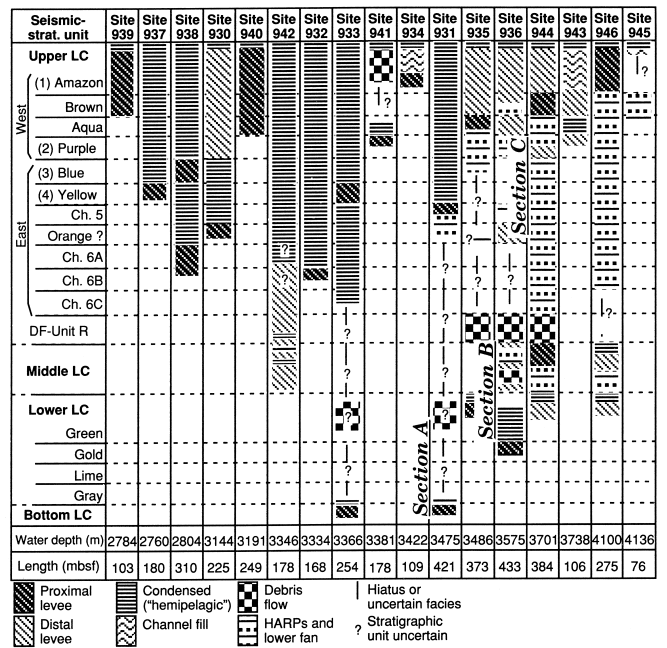 Seismic-strat. unit Site 939 Site 937 Site 938 Site 930 Site 940 Site 942 Site 932 Site 933 Site 941 Site 934 Site 931 Site 935 Site 936 Site 944 Site 943 Site 946 Site 945
Upper LC
West
(1) Amazon
?
Brown
?
Aqua
(2) Purple
East
(3) Blue
(4) Yellow
?
Ch. 5
Orange ?
?
Ch. 6A
?
?
?
?
Ch. 6B
?
?
?
Ch. 6C
?
?
?
DF-Unit R
?
Middle LC
?
?
Lower LC
?
?
Green
Gold
?
?
Lime
Gray
Bottom LC
Section A
Section B
Section C
Water depth (m) 2784 2760 2804 3144 3191 3346 3334 3366 3381 3422 3475 3486 3575 3701 3738 4100 4136
Length (mbsf) 103 180 310 225 249 178 168 254 178 109 421 373 433 384 106 275 76
Proximal levee
Condensed ("hemipelagic")
Debris flow
Hiatus or uncertain facies
Distal levee
Channel fill
HARPs and lower fan
? Stratigraphic unit uncertain